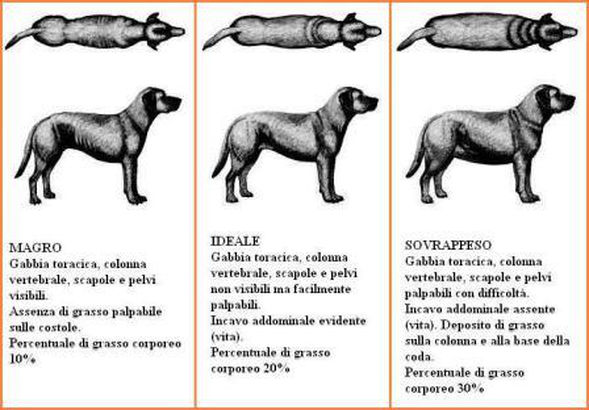 MAGRO
Gabbia toracica, colonna
vertebrale, scapole e pelvi
visibili.
Assenza di grasso palpabile
sulle costole.
Percentuale di grasso corporeo
10%
IDEALE
Gabbia toracica, colonna
vertebrale, scapole e pelvi
non visibili ma facilmente
palpabili.
Incavo addominale evidente
(vita).
Percentuale di grasso
corporeo 20%
SOVRAPPESO
Gabbia toracica, colonna
vertebrale, scapole e pelvi
palpabili con difficoltà.
Incavo addominale assente
(vita). Deposito di grasso
sulla colonna e alla base della
coda.
Percentuale di grasso
corporeo 30%